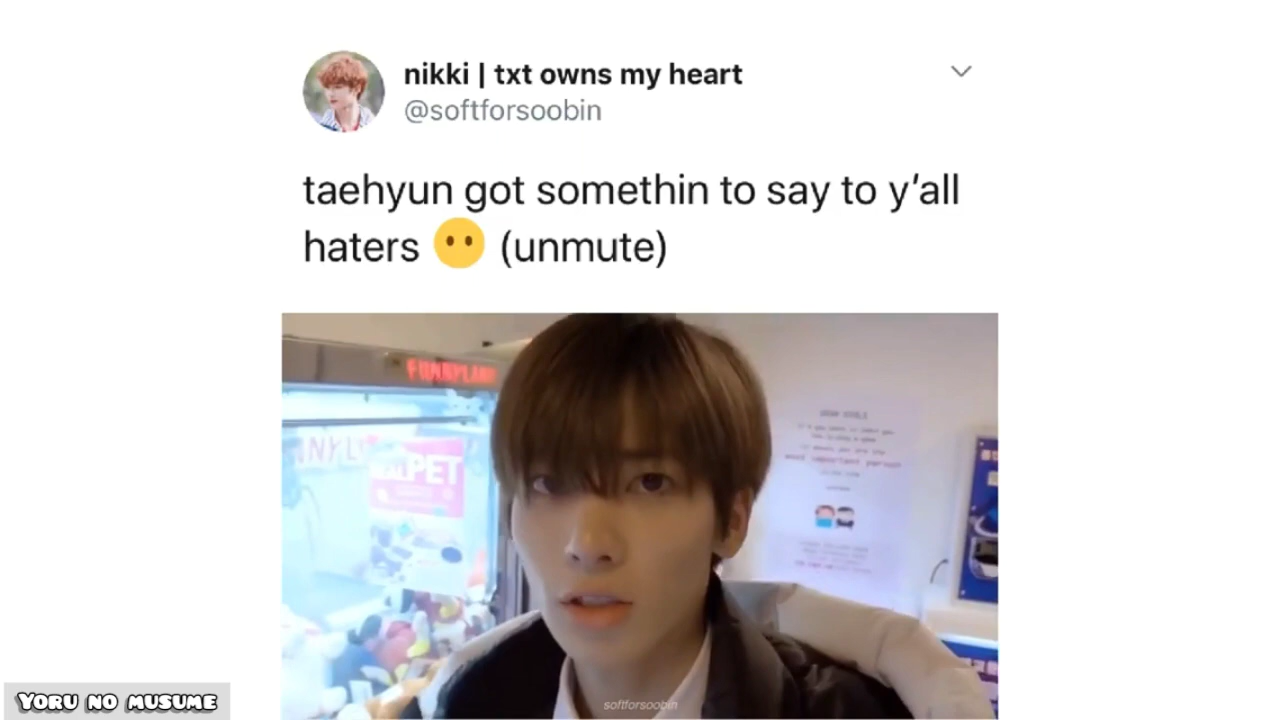 nikki | txt owns my heart
@softforsoobin
taehyun got somethin to say to y'all
haters 😶 (unmute)
FUNNYLAND
PET
softforsoobin
YORU NO MUSUME